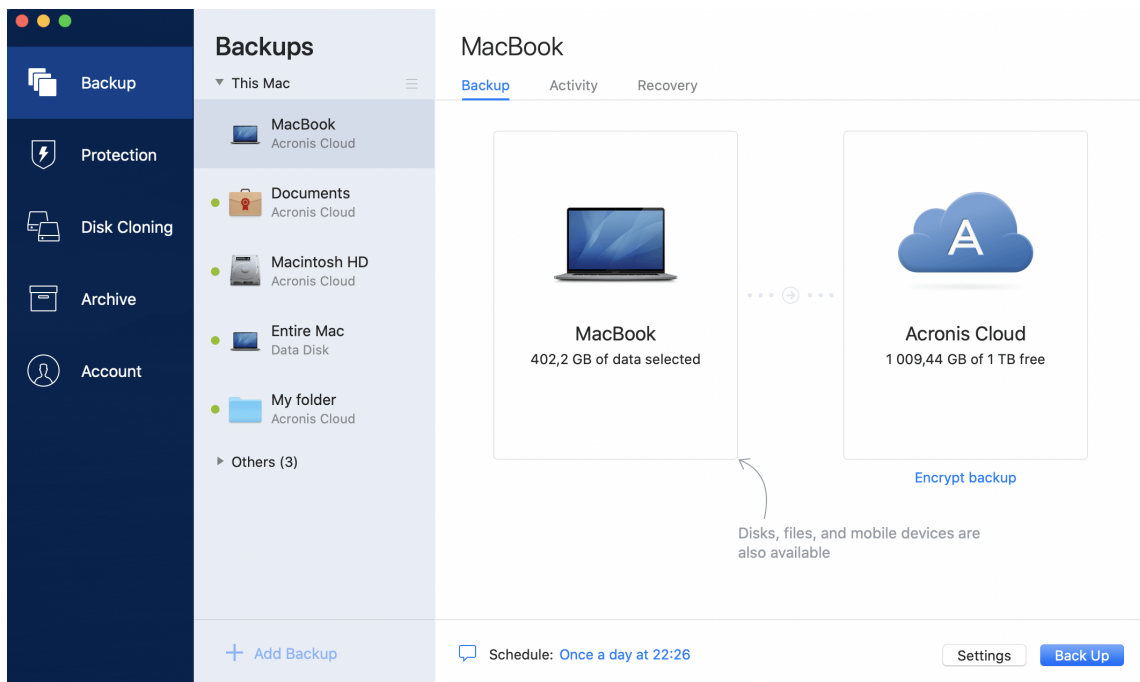 Backup
Protection
Disk Cloning
Archive
Account
Backups
This Mac
MacBook
Acronis Cloud
Documents
Acronis Cloud
Macintosh HD
Acronis Cloud
Entire Mac
Data Disk
My folder
Acronis Cloud
Others (3)
Add Backup
MacBook
Backup Activity Recovery
MacBook
402,2 GB of data selected
A
Acronis Cloud
1 009,44 GB of 1 TB free
Encrypt backup
Disks, files, and mobile devices are
also available
Schedule: Once a day at 22:26
Settings
Back Up